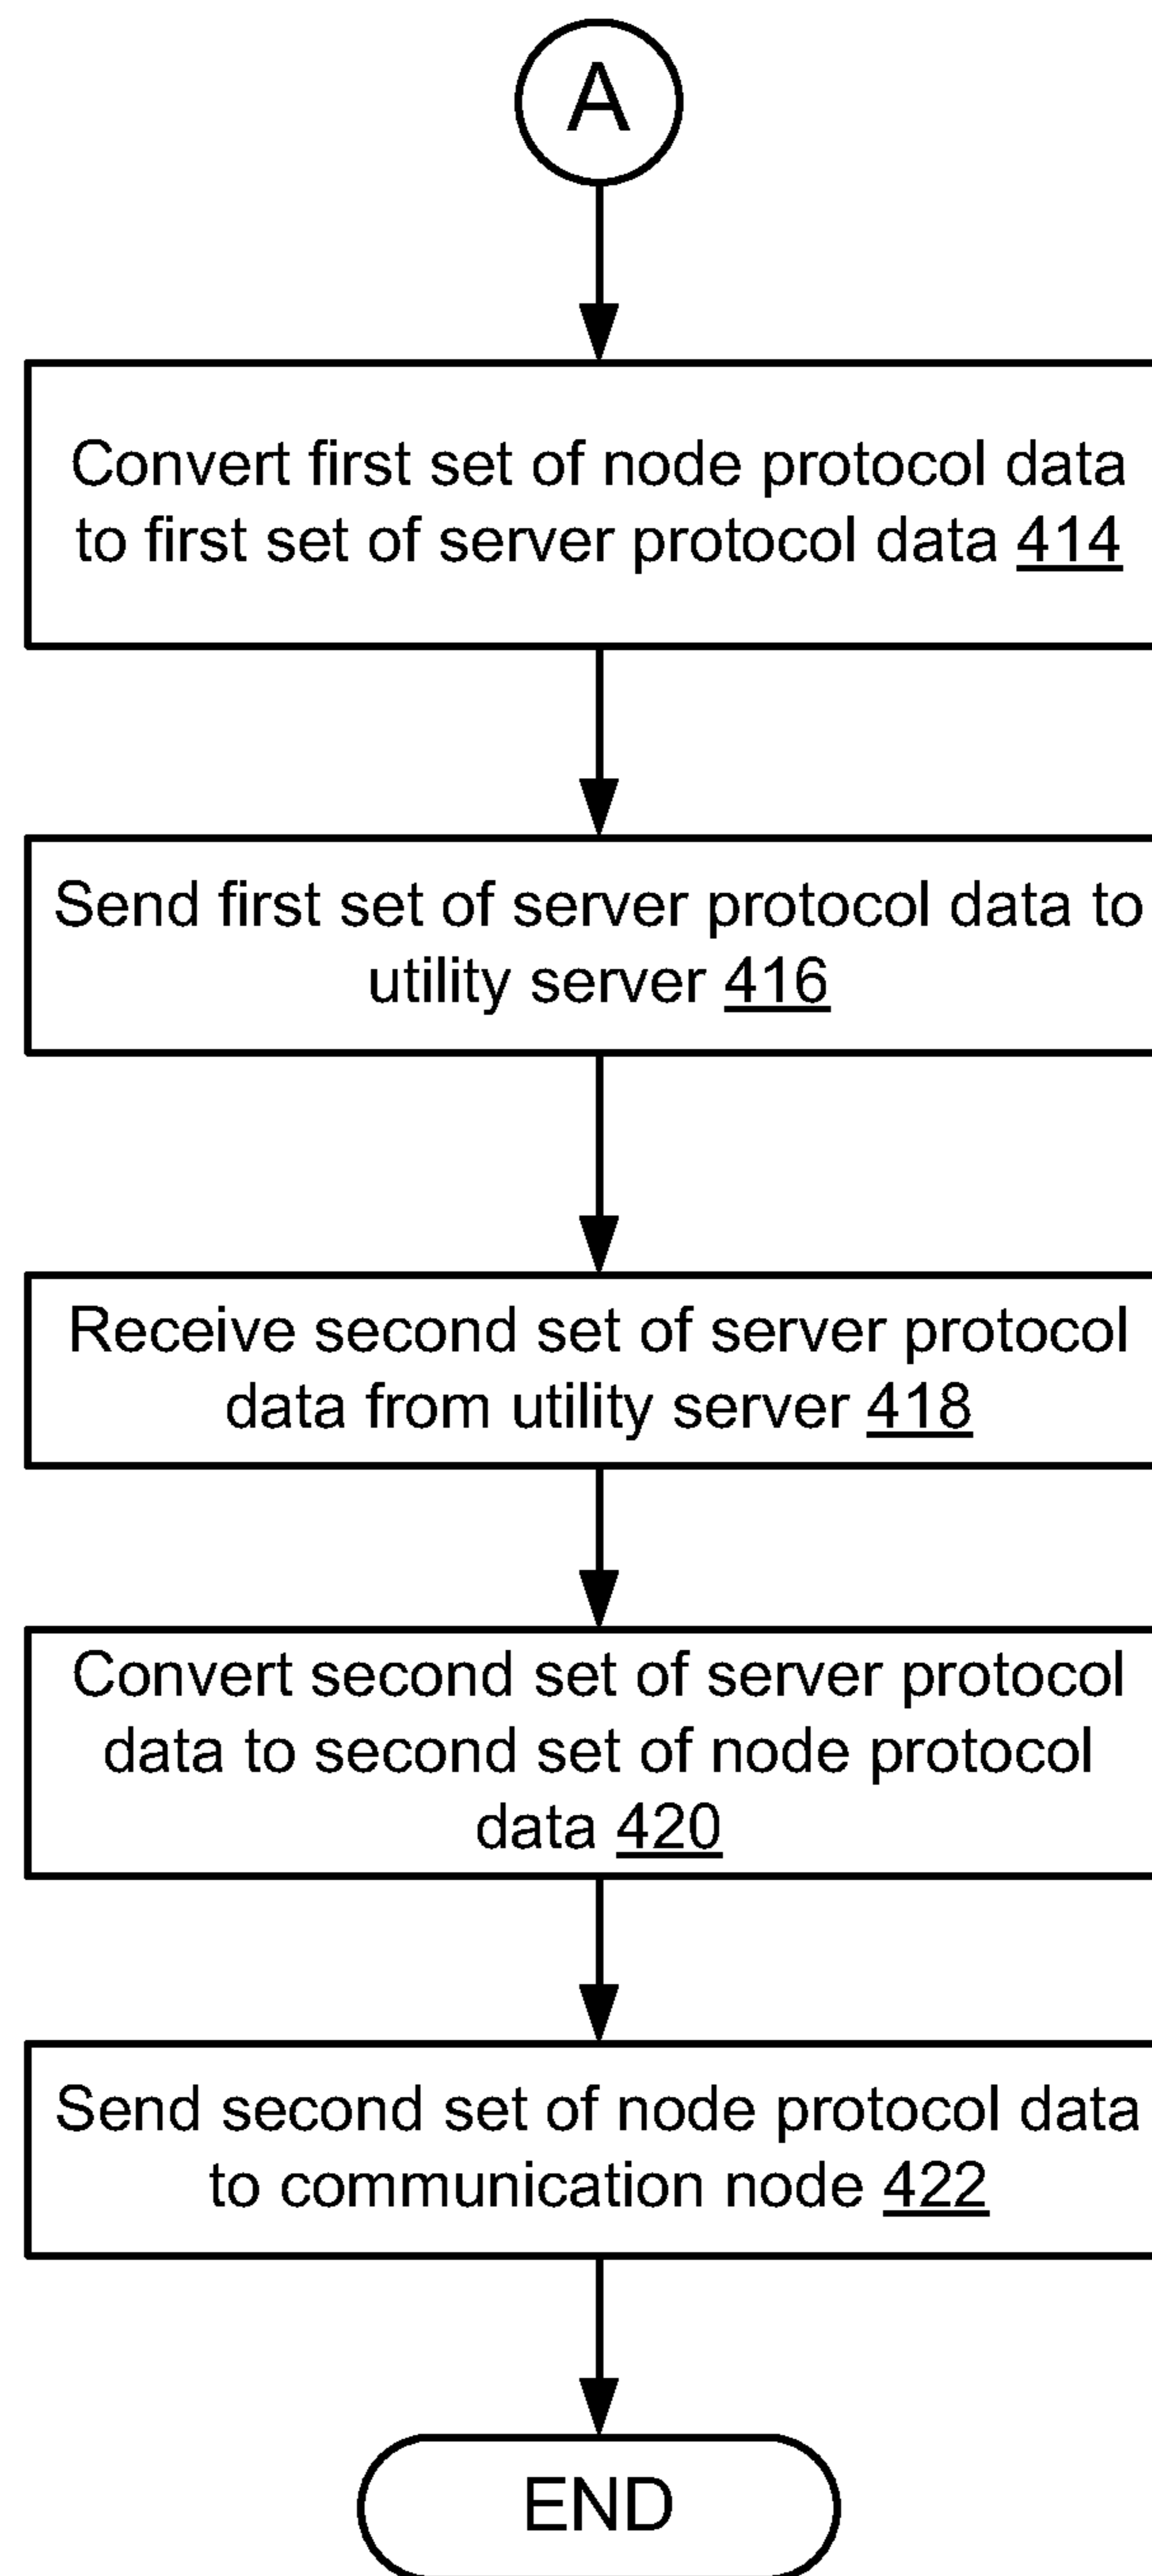 A
Convert first set of node protocol data
to first set of server protocol data 414
Send first set of server protocol data to
utility server 416
Receive second set of server protocol
data from utility server 418
Convert second set of server protocol
data to second set of node protocol
data 420
Send second set of node protocol data
to communication node 422
END